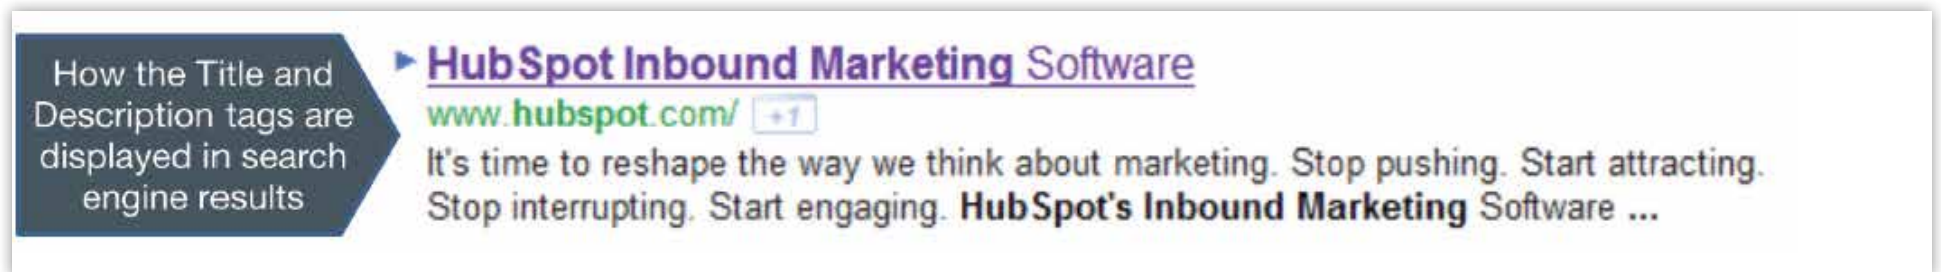 How the Title and
Description tags are
displayed in search
engine results
HubSpot Inbound Marketing Software
www.hubspot.com/ +1
It's time to reshape the way we think about marketing. Stop pushing. Start attracting.
Stop interrupting. Start engaging. HubSpot's Inbound Marketing Software ...